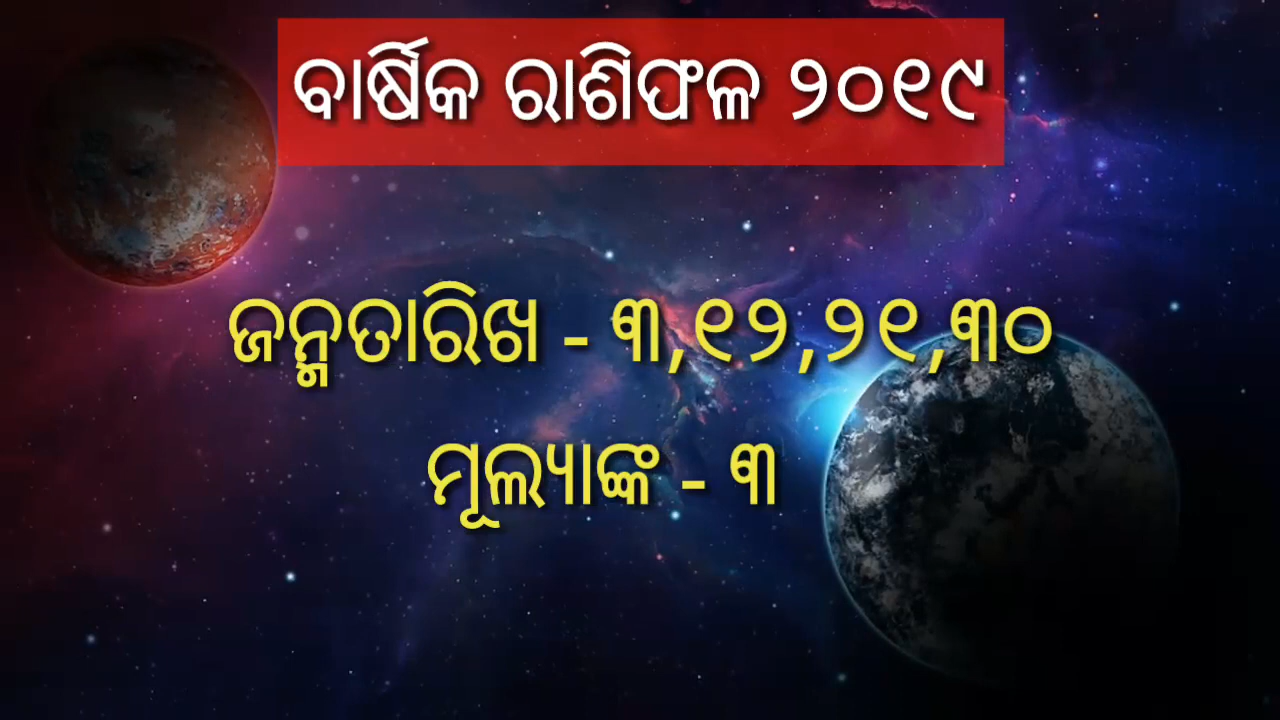 ବାର୍ଷିକ ରାଶିଫଳ ୨୦୧୯
ଜନ୍ମତାରିଖ - ୩,୧୨,୨୧,୩୦
ମୂଲ୍ୟାଙ୍କ - ୩